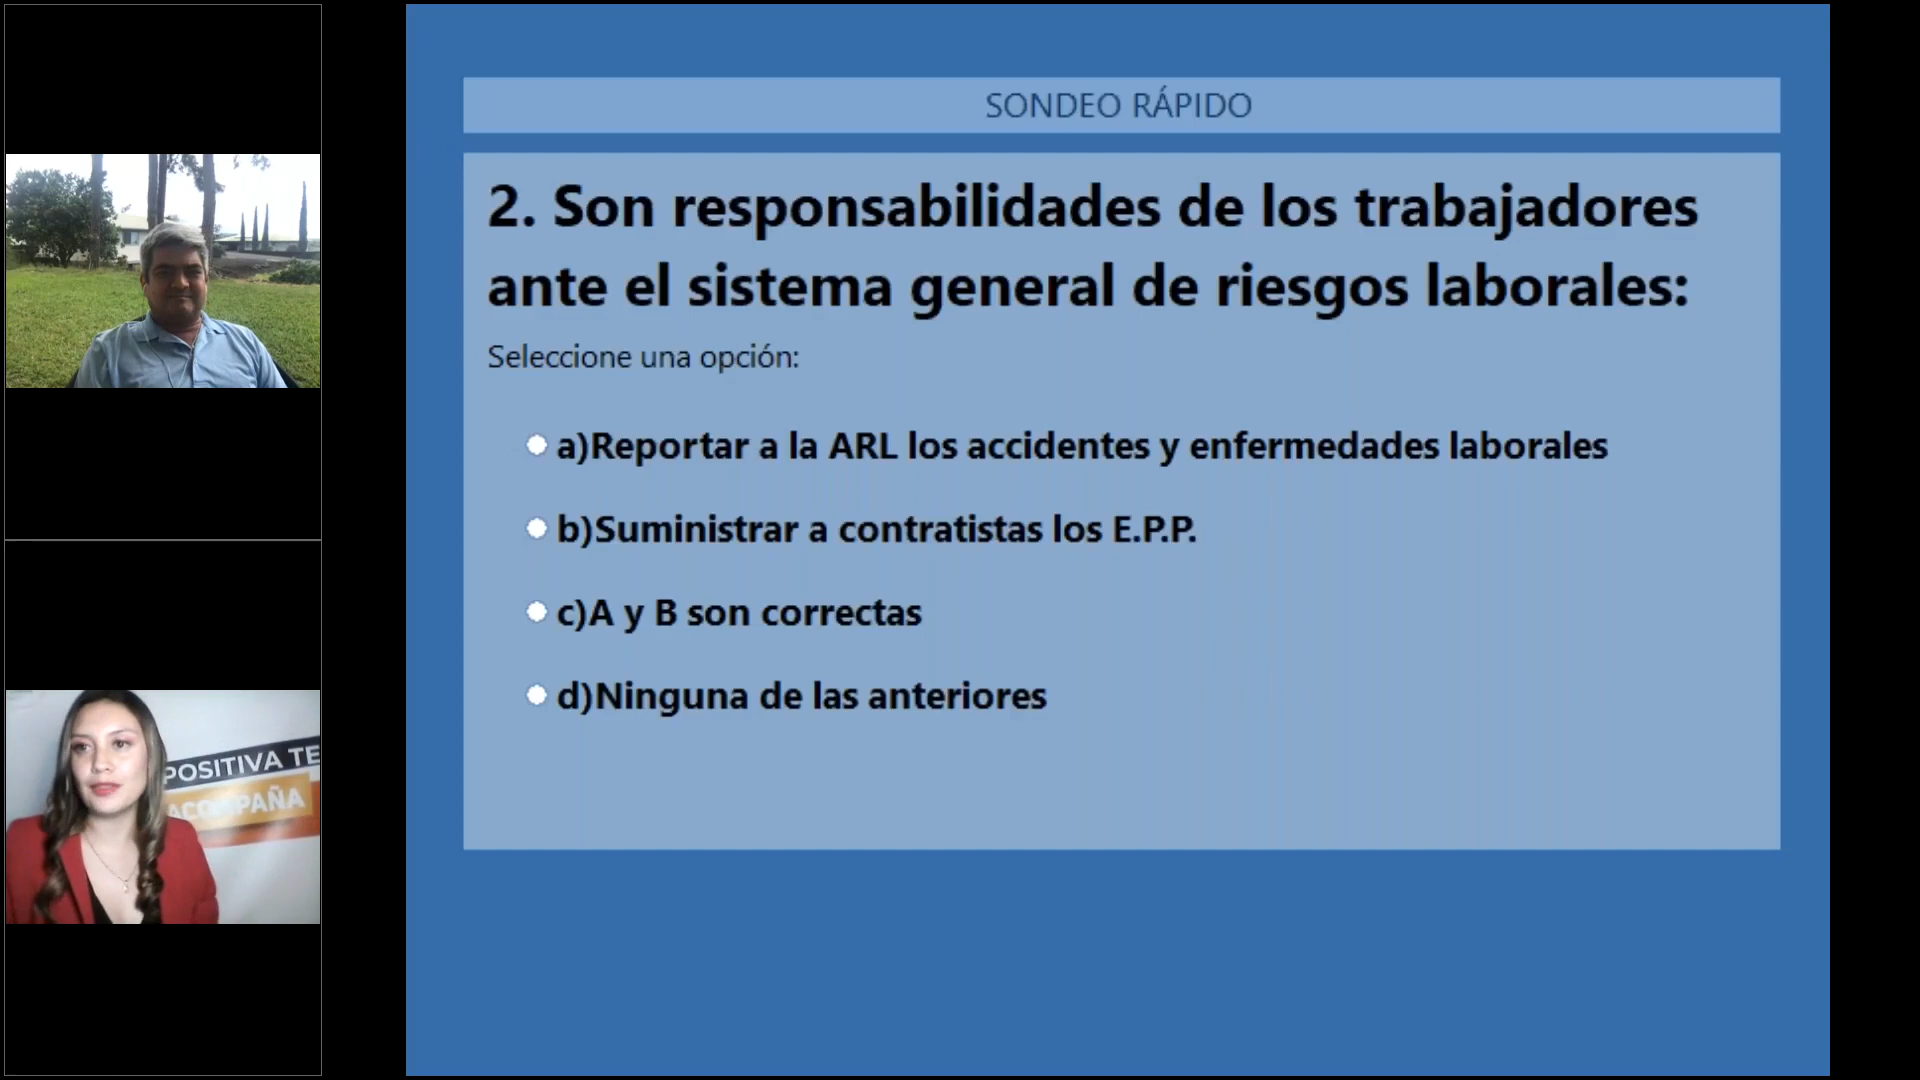 SONDEO RÁPIDO
2. Son responsabilidades de los trabajadores
ante el sistema general de riesgos laborales:
Seleccione una opción:
a)Reportar a la ARL los accidentes y enfermedades laborales
b)Suministrar a contratistas los E.P.P.
c)A y B son correctas
d)Ninguna de las anteriores
POSITIVA TE
ACOMPAÑA